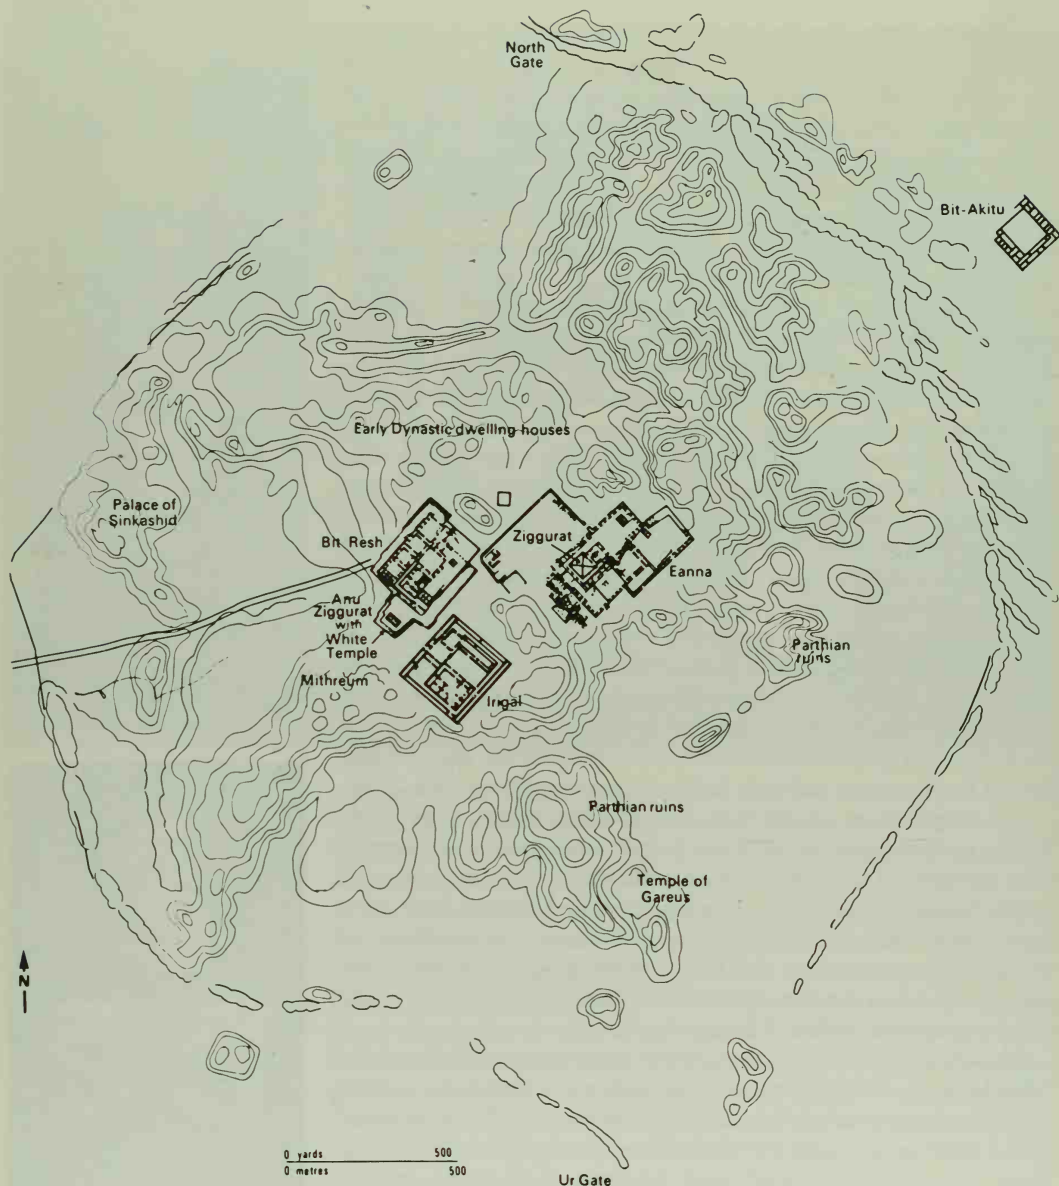 North
Gate
Bit-Akitu
Early Dynastic dwelling houses
Palace of
Sinkashid
Bit Resh
Ziggurat
Eanna
Anu
Ziggurat
with
White
Temple
Parthian
ruins
Mithreum
Irigal
Parthian ruins
Temple of
Gareus
N
0 yards 500
0 metres 500
Ur Gate